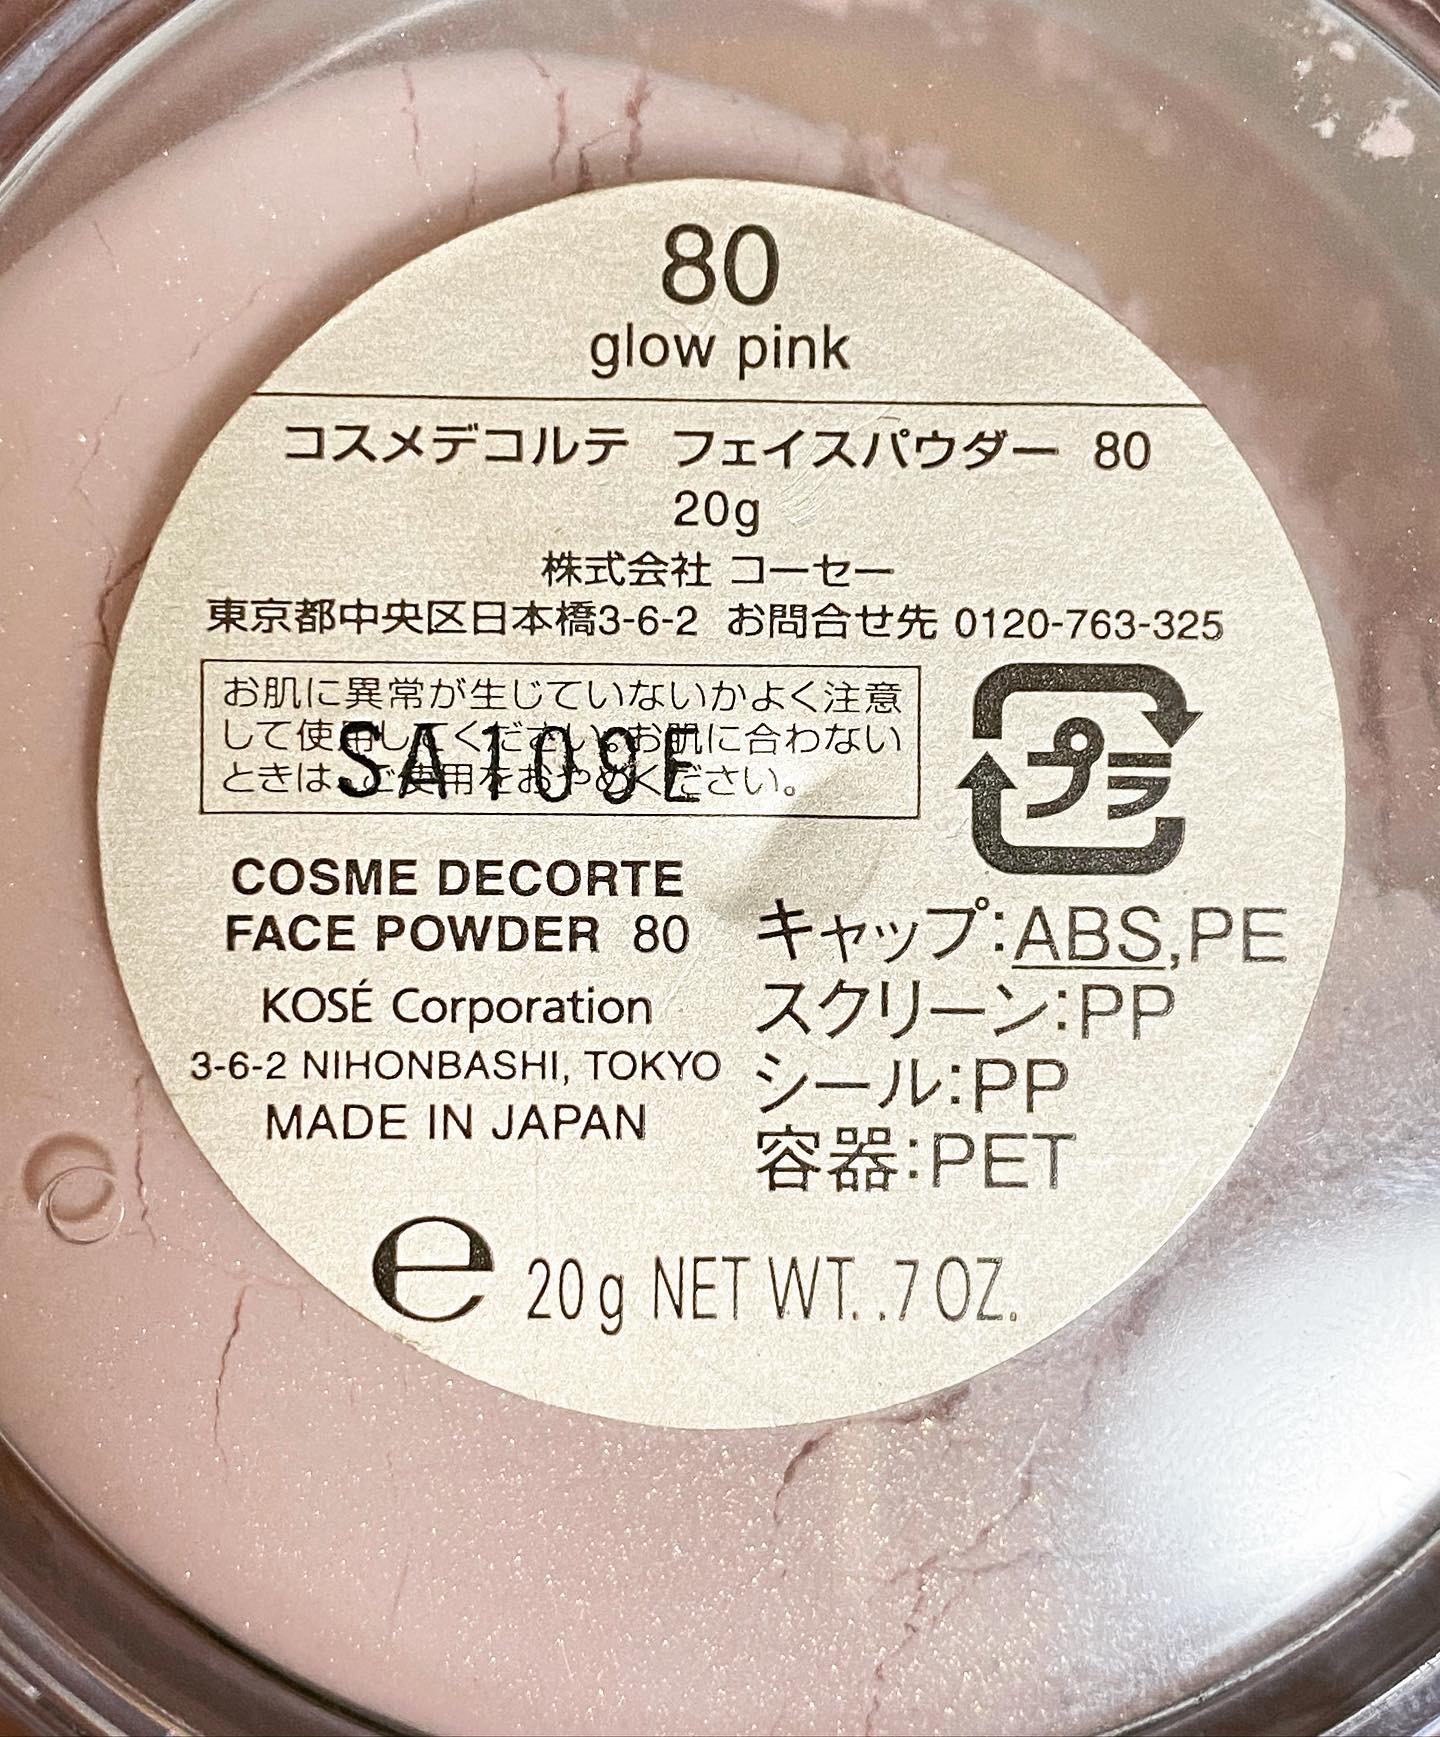 80
glow pink
コスメデコルテ フェイスパウダー 80
20g
株式会社 コーセー
東京都中央区日本橋3-6-2 お問合せ先 0120-763-325
お肌に異常が生じていないかよく注意
して使用してください。お肌に合わない
ときは、ご使用をおやめください。
SA109E
プラ
COSME DECORTE
FACE POWDER 80
KOSÉ Corporation
3-6-2 NIHONBASHI, TOKYO
MADE IN JAPAN
キャップ:ABS,PE
スクリーン:PP
シール:PP
容器:PET
e 20g NET WT. .7 OZ.